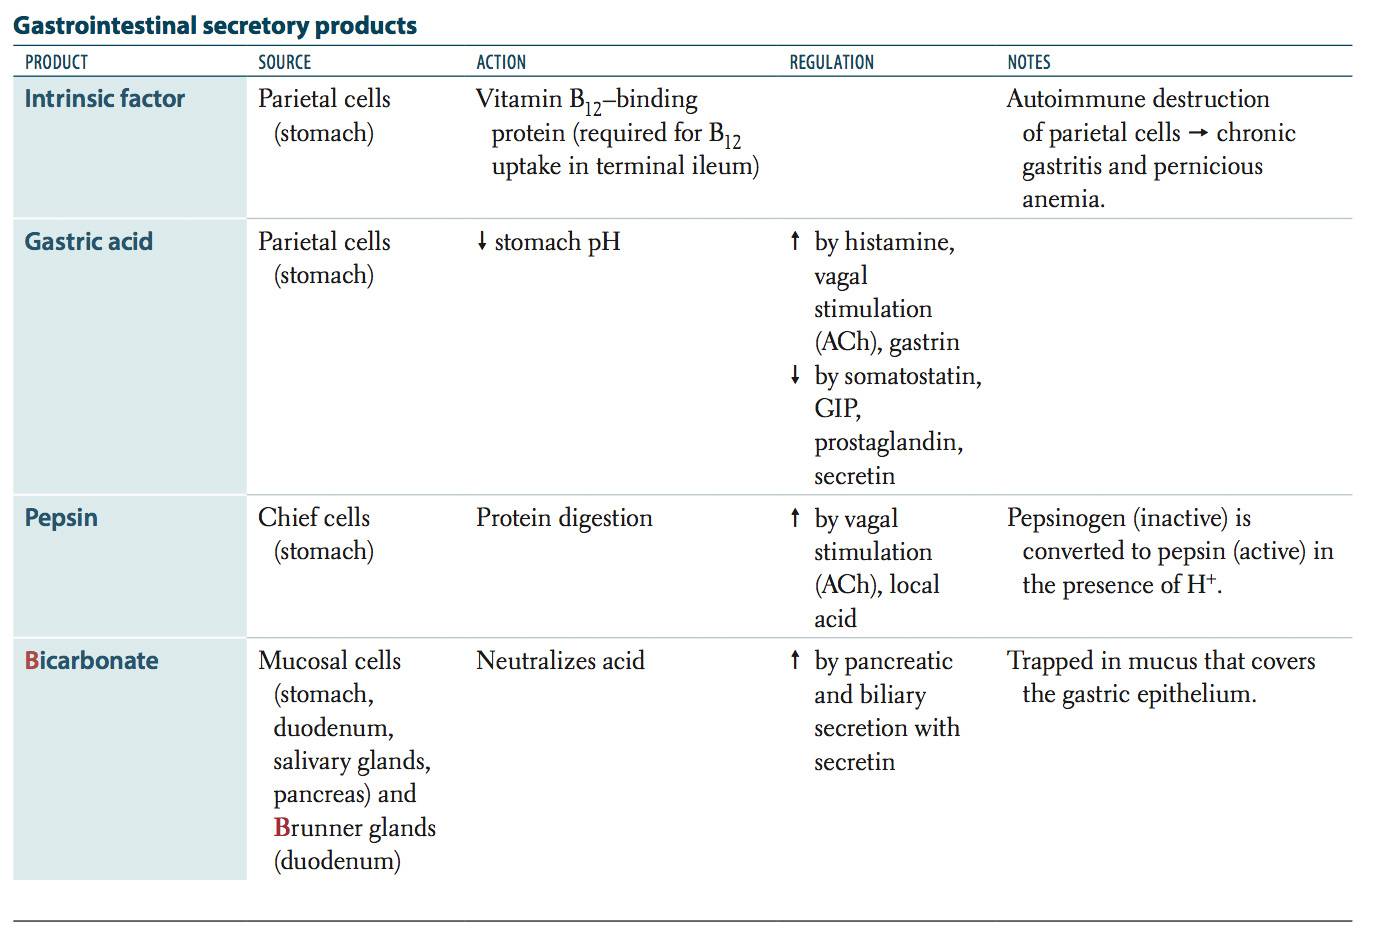 Gastrointestinal secretory products
PRODUCT SOURCE ACTION REGULATION NOTES
Intrinsic factor
Parietal cells
(stomach)
Vitamin B12–binding
protein (required for B12
uptake in terminal ileum)
Autoimmune destruction
of parietal cells → chronic
gastritis and pernicious
anemia.
Gastric acid
Parietal cells
(stomach)
↓ stomach pH
↑ by histamine,
vagal
stimulation
(ACh), gastrin
↓ by somatostatin,
GIP,
prostaglandin,
secretin
Pepsin
Chief cells
(stomach)
Protein digestion
↑ by vagal
stimulation
(ACh), local
acid
Pepsinogen (inactive) is
converted to pepsin (active) in
the presence of H⁺.
Bicarbonate
Mucosal cells
(stomach,
duodenum,
salivary glands,
pancreas) and
Brunner glands
(duodenum)
Neutralizes acid
↑ by pancreatic
and biliary
secretion with
secretin
Trapped in mucus that covers
the gastric epithelium.